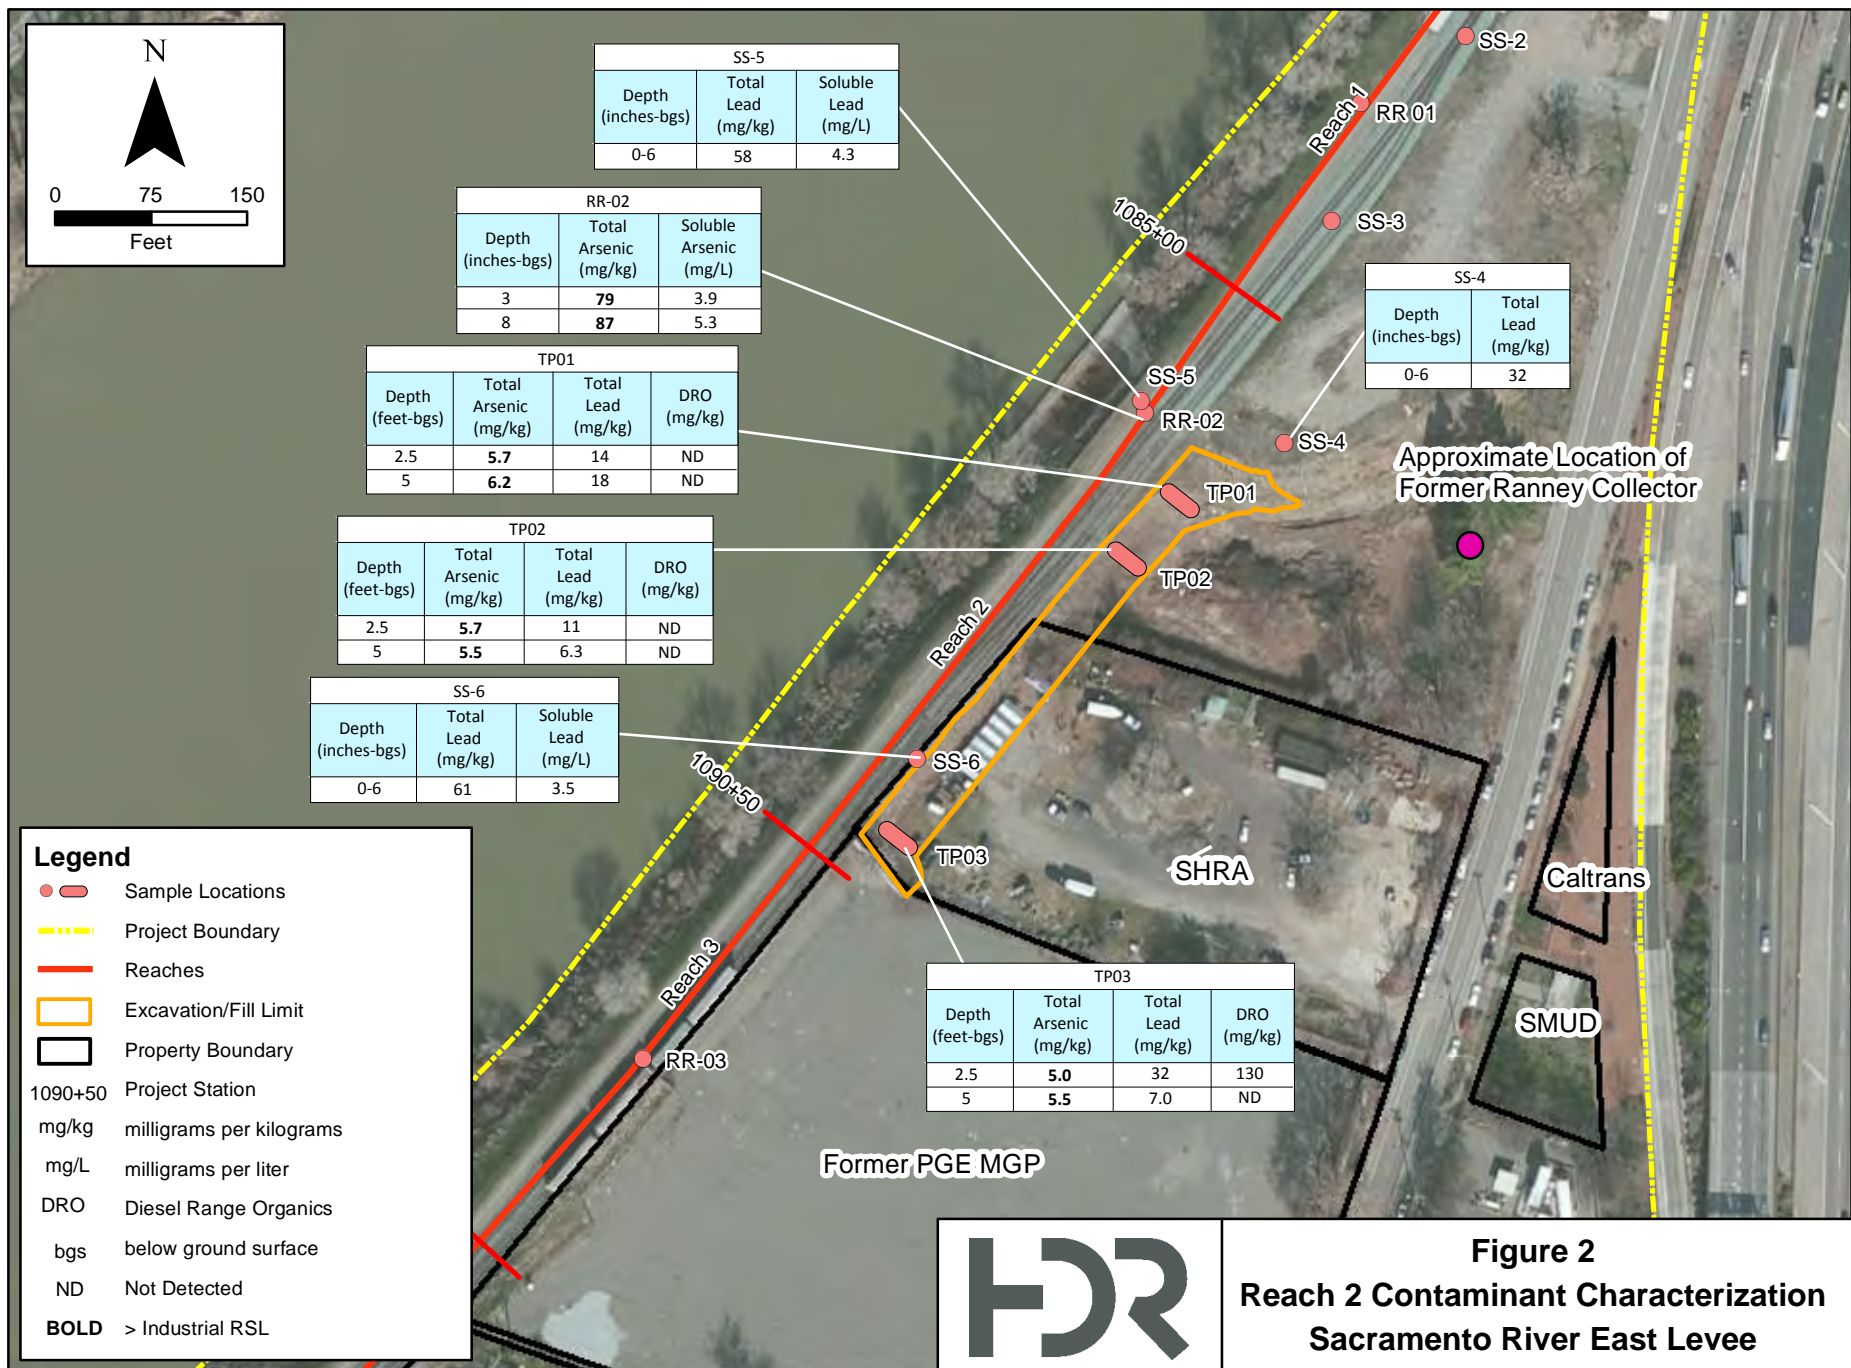 N
0 75 150
Feet
SS-5
Depth (inches-bgs) Total Lead (mg/kg) Soluble Lead (mg/L)
0-6 58 4.3
RR-02
Depth (inches-bgs) Total Arsenic (mg/kg) Soluble Arsenic (mg/L)
3 79 3.9
8 87 5.3
TP01
Depth (feet-bgs) Total Arsenic (mg/kg) Total Lead (mg/kg) DRO (mg/kg)
2.5 5.7 14 ND
5 6.2 18 ND
TP02
Depth (feet-bgs) Total Arsenic (mg/kg) Total Lead (mg/kg) DRO (mg/kg)
2.5 5.7 11 ND
5 5.5 6.3 ND
SS-6
Depth (inches-bgs) Total Lead (mg/kg) Soluble Lead (mg/L)
0-6 61 3.5
SS-4
Depth (inches-bgs) Total Lead (mg/kg)
0-6 32
TP03
Depth (feet-bgs) Total Arsenic (mg/kg) Total Lead (mg/kg) DRO (mg/kg)
2.5 5.0 32 130
5 5.5 7.0 ND
SS-2
RR 01
Reach 1
SS-3
1085+00
SS-5
RR-02
SS-4
Approximate Location of
Former Ranney Collector
TP01
TP02
Reach 2
SS-6
1090+50
TP03
SHRA
Caltrans
SMUD
Reach 3
RR-03
Former PGE MGP
Legend
Sample Locations
Project Boundary
Reaches
Excavation/Fill Limit
Property Boundary
1090+50 Project Station
mg/kg milligrams per kilograms
mg/L milligrams per liter
DRO Diesel Range Organics
bgs below ground surface
ND Not Detected
BOLD > Industrial RSL
HDR
Figure 2
Reach 2 Contaminant Characterization
Sacramento River East Levee